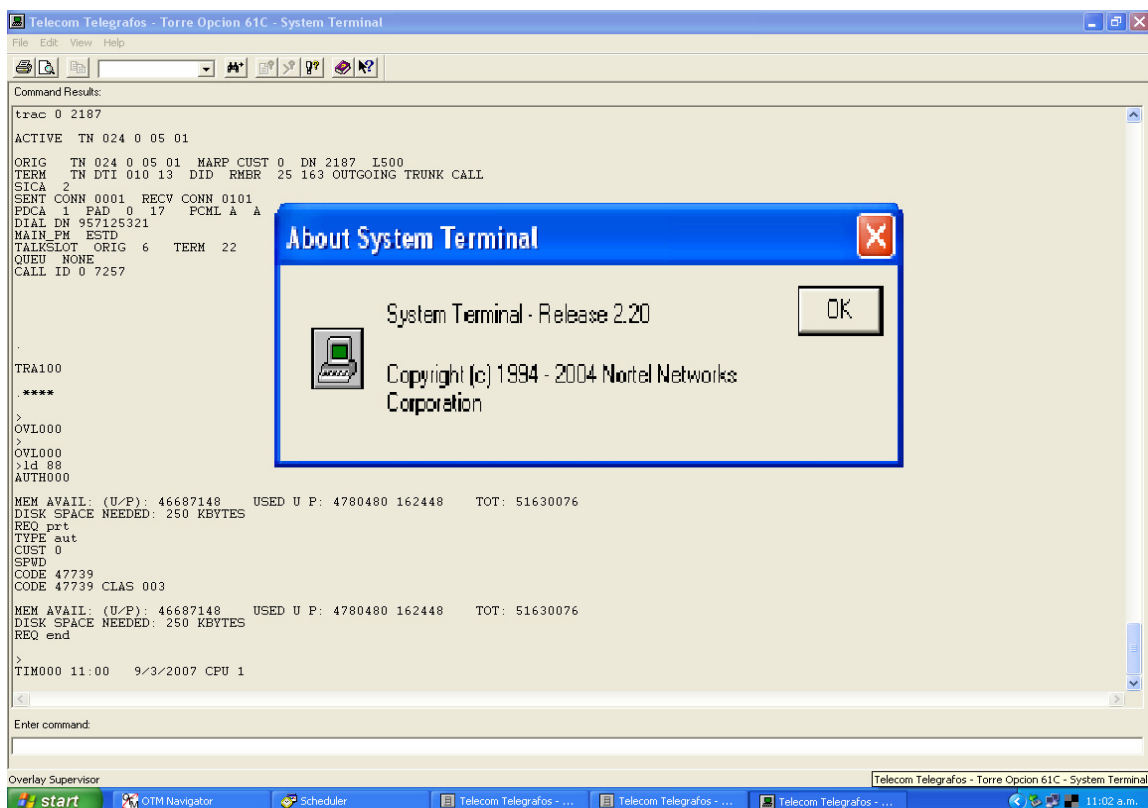 Telecom Telegrafos - Torre Opcion 61C - System Terminal
File Edit View Help
Command Results:
trac 0 2187
ACTIVE TN 024 0 05 01
ORIG TN 024 0 05 01 MARP CUST 0 DN 2187 L500
TERM TN DTI 010 13 DID RMBR 25 163 OUTGOING TRUNK CALL
SICA 2
SENT CONN 0001 RECV CONN 0101
PDCA 1 PAD 0 17 PCML A A
DIAL DN 957125321
MAIN_PM ESTD
TALKSLOT ORIG 6 TERM 22
QUEU NONE
CALL ID 0 7257
.
TRA100
.****
>
OVL000
>
OVL000
>ld 88
AUTH000
MEM AVAIL: (U/P): 46687148 USED U P: 4780480 162448 TOT: 51630076
DISK SPACE NEEDED: 250 KBYTES
REQ prt
TYPE aut
CUST 0
SPWD
CODE 47739
CODE 47739 CLAS 003
MEM AVAIL: (U/P): 46687148 USED U P: 4780480 162448 TOT: 51630076
DISK SPACE NEEDED: 250 KBYTES
REQ end
>
TIM000 11:00 9/3/2007 CPU 1
About System Terminal
System Terminal - Release 2.20
OK
Copyright (c) 1994 - 2004 Nortel Networks
Corporation
Enter command:
Overlay Supervisor
Telecom Telegrafos - Torre Opcion 61C - System Terminal
start
OTM Navigator
Scheduler
Telecom Telegrafos - ...
Telecom Telegrafos - ...
Telecom Telegrafos - ...
11:02 a.m.